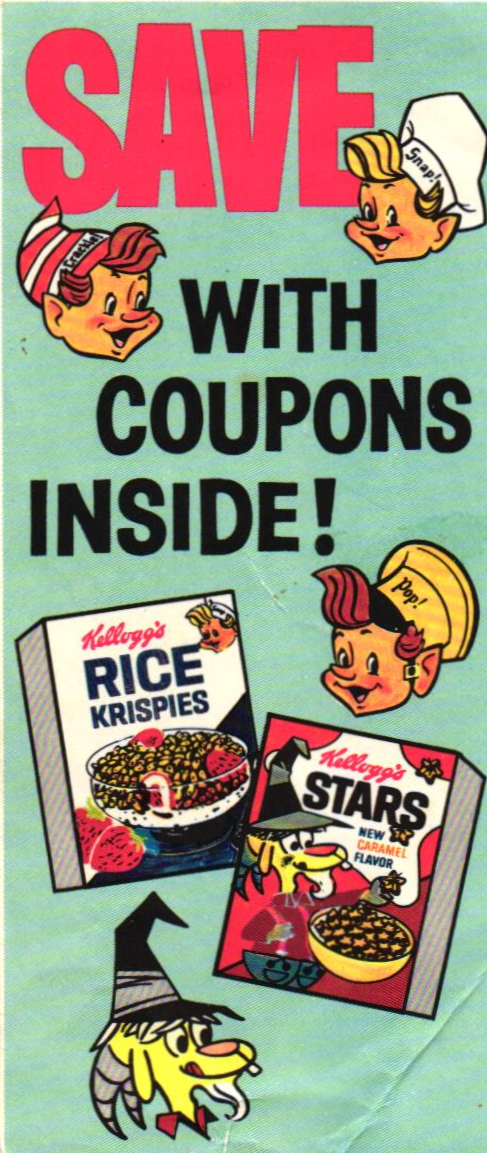 SAVE
Snap!
Crackle!
WITH
COUPONS
INSIDE!
Pop!
Kellogg's
RICE
KRISPIES
Kellogg's
STARS
NEW
CARAMEL
FLAVOR